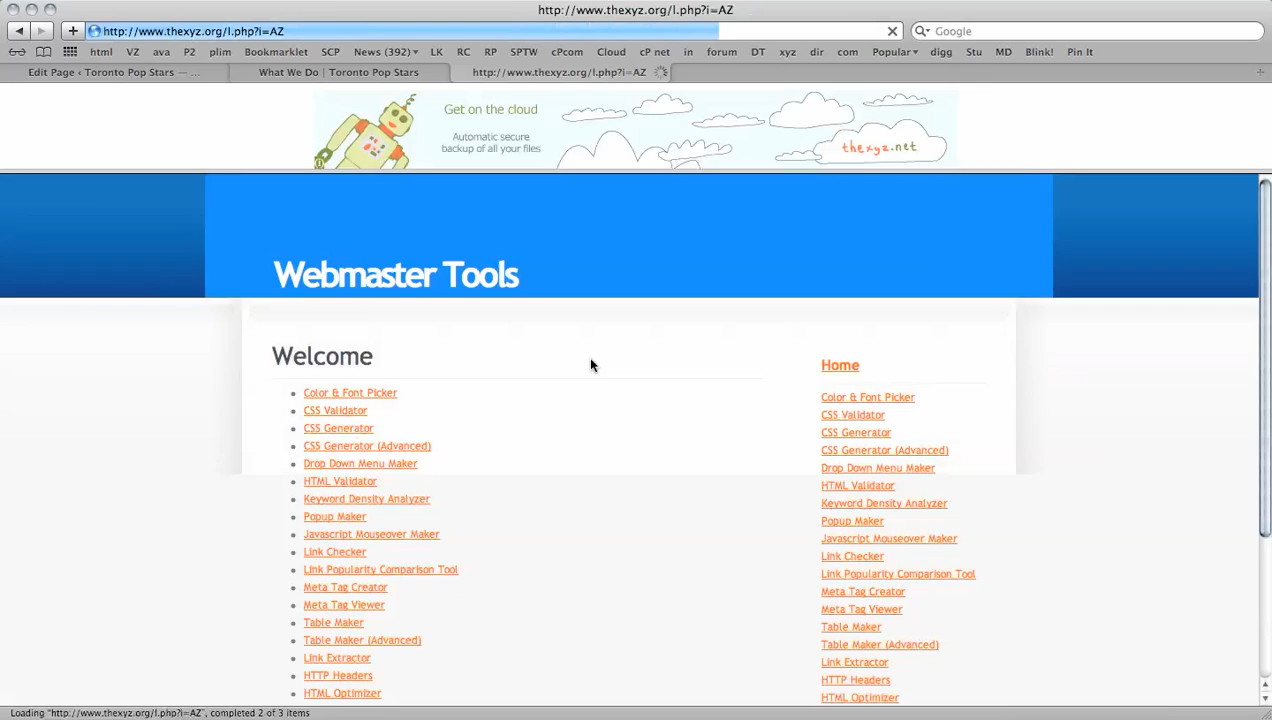 http://www.thexyz.org/l.php?i=AZ
http://www.thexyz.org/l.php?i=AZ
Google
html VZ ava P2 plim Bookmarklet SCP News (392) LK RC RP SPTW cPcom Cloud cP net in forum DT xyz dir com Popular digg Stu MD Blink! Pin It
Edit Page ‹ Toronto Pop Stars — ...
What We Do | Toronto Pop Stars
http://www.thexyz.org/l.php?i=AZ
Get on the cloud
Automatic secure
backup of all your files
thexyz.net
Webmaster Tools
Welcome
Color & Font Picker
CSS Validator
CSS Generator
CSS Generator (Advanced)
Drop Down Menu Maker
HTML Validator
Keyword Density Analyzer
Popup Maker
Javascript Mouseover Maker
Link Checker
Link Popularity Comparison Tool
Meta Tag Creator
Meta Tag Viewer
Table Maker
Table Maker (Advanced)
Link Extractor
HTTP Headers
HTML Optimizer
Home
Color & Font Picker
CSS Validator
CSS Generator
CSS Generator (Advanced)
Drop Down Menu Maker
HTML Validator
Keyword Density Analyzer
Popup Maker
Javascript Mouseover Maker
Link Checker
Link Popularity Comparison Tool
Meta Tag Creator
Meta Tag Viewer
Table Maker
Table Maker (Advanced)
Link Extractor
HTTP Headers
HTML Optimizer
Loading "http://www.thexyz.org/l.php?i=AZ", completed 2 of 3 items